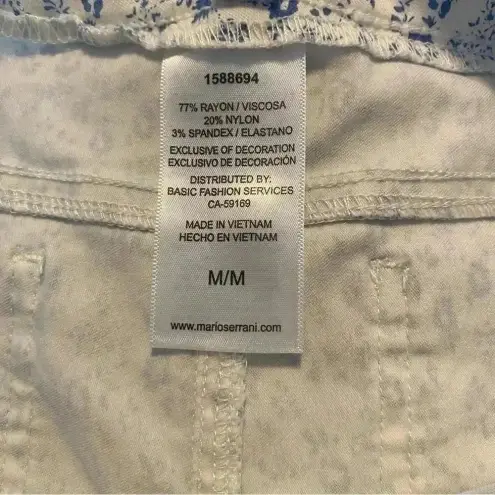 1588694
77% RAYON / VISCOSA
20% NYLON
3% SPANDEX / ELASTANO
EXCLUSIVE OF DECORATION
EXCLUSIVO DE DECORACIÓN
DISTRIBUTED BY:
BASIC FASHION SERVICES
CA-59169
MADE IN VIETNAM
HECHO EN VIETNAM
M/M
www.marioserrani.com